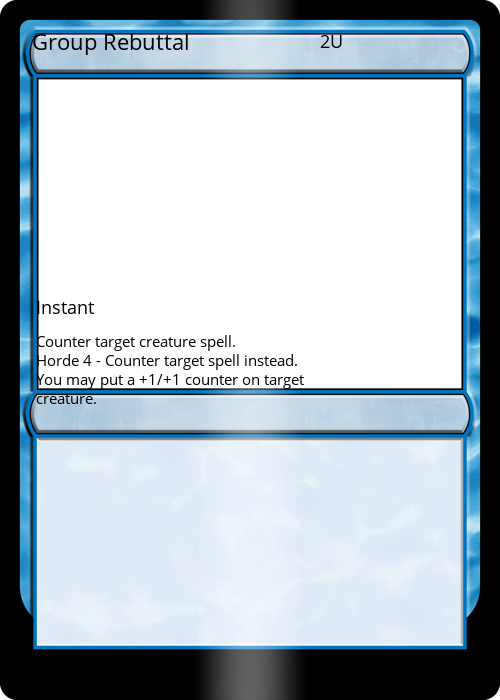 Group Rebuttal 2U
Instant
Counter target creature spell.
Horde 4 - Counter target spell instead.
You may put a +1/+1 counter on target
creature.